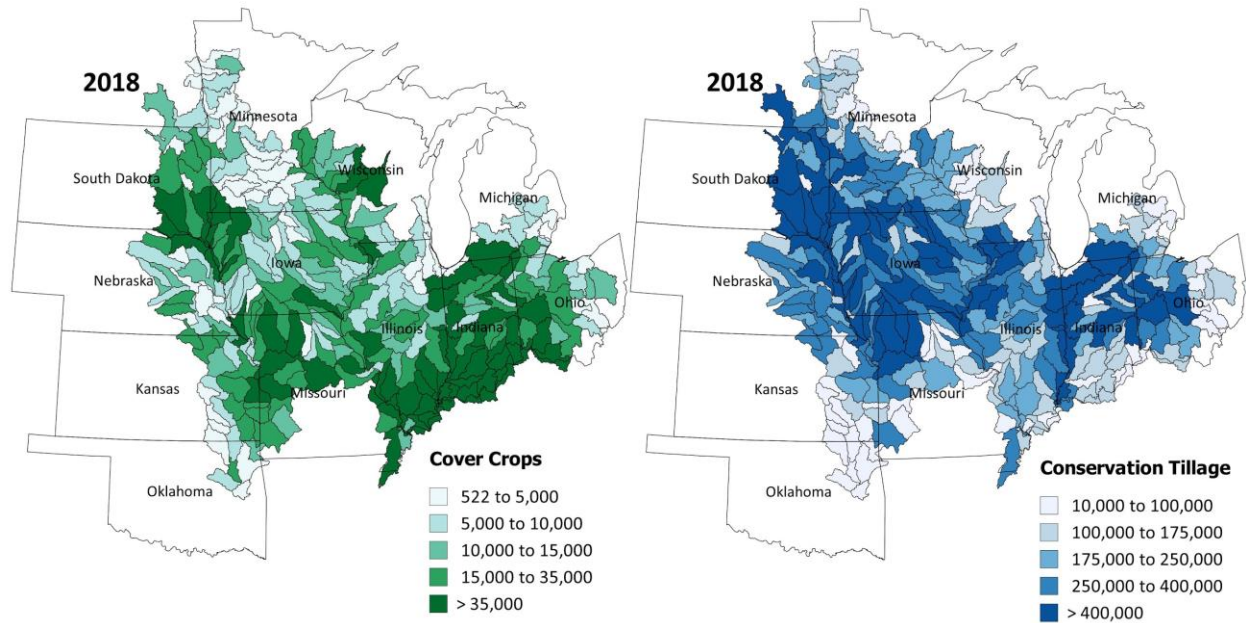 2018
Minnesota
South Dakota
Wisconsin
Michigan
Nebraska
Iowa
Ohio
Illinois
Indiana
Kansas
Missouri
Oklahoma
Cover Crops
522 to 5,000
5,000 to 10,000
10,000 to 15,000
15,000 to 35,000
> 35,000
2018
Minnesota
South Dakota
Wisconsin
Michigan
Nebraska
Iowa
Ohio
Illinois
Indiana
Kansas
Missouri
Oklahoma
Conservation Tillage
10,000 to 100,000
100,000 to 175,000
175,000 to 250,000
250,000 to 400,000
> 400,000